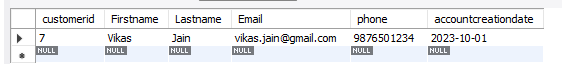 customerid Firstname Lastname Email phone accountcreationdate
7 Vikas Jain vikas.jain@gmail.com 9876501234 2023-10-01
NULL NULL NULL NULL NULL NULL